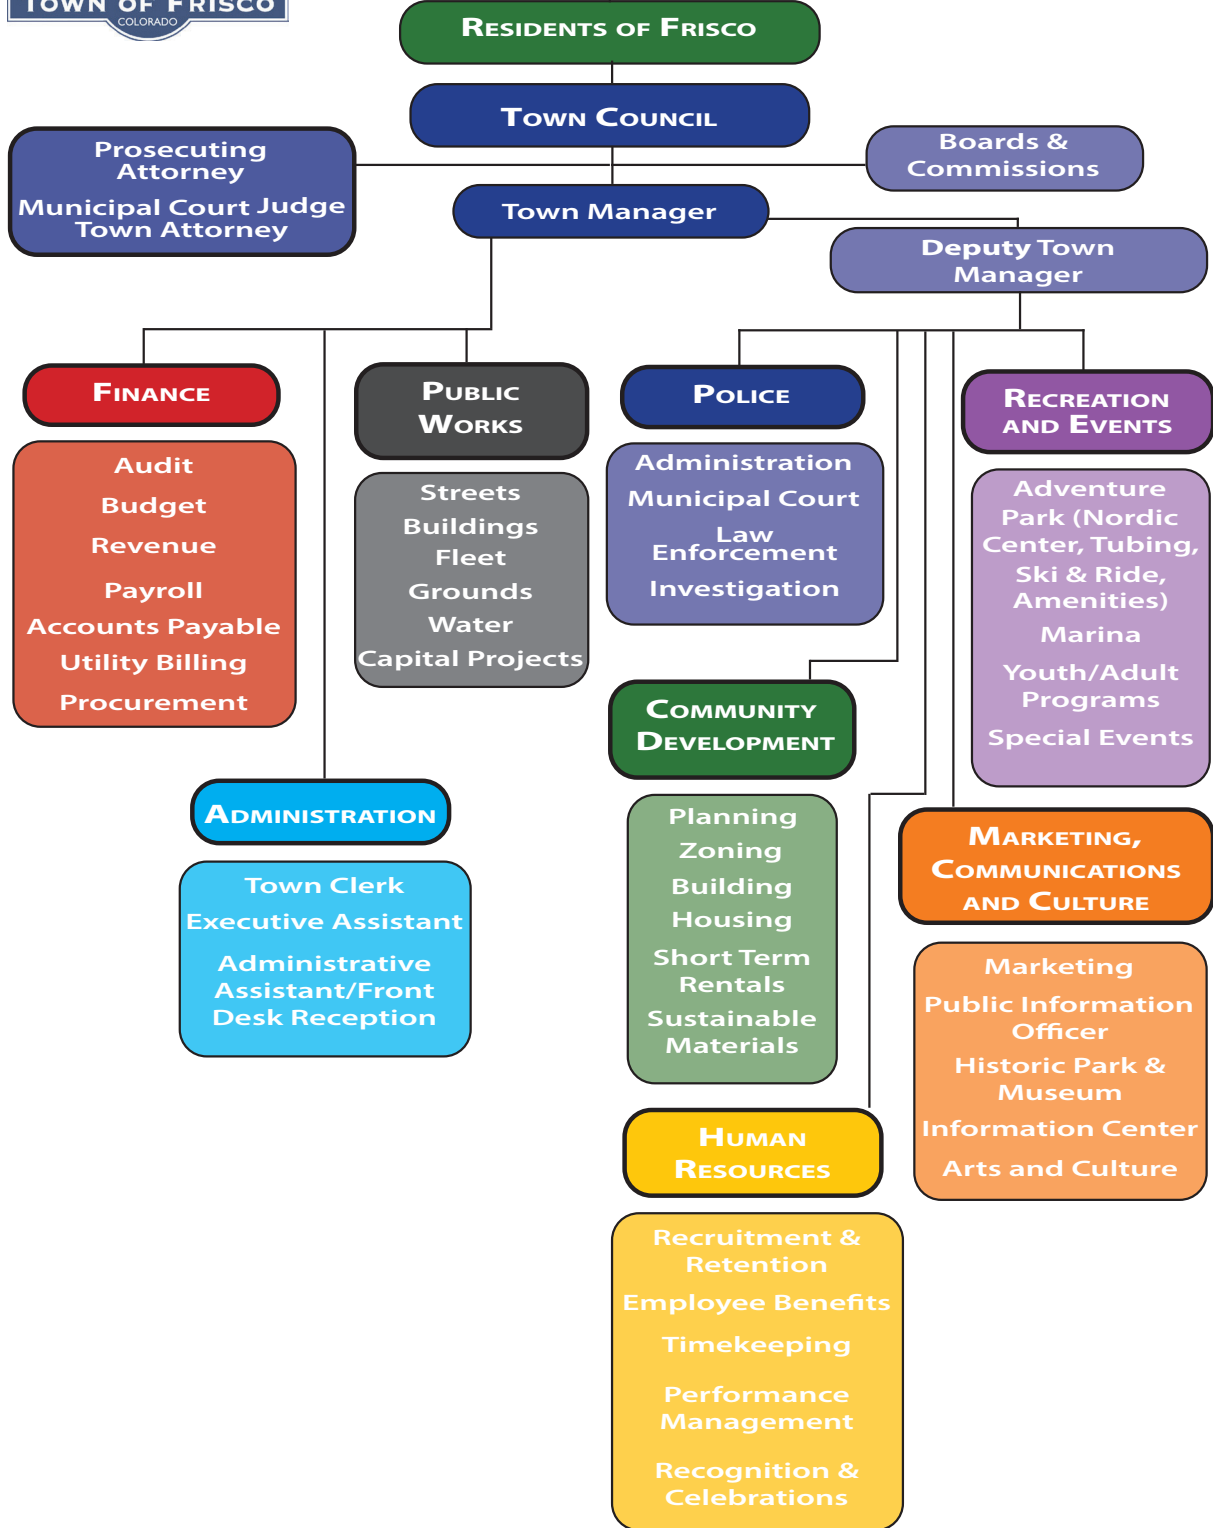 TOWN OF FRISCO
COLORADO
RESIDENTS OF FRISCO
TOWN COUNCIL
Prosecuting
Attorney
Municipal Court Judge
Town Attorney
Boards &
Commissions
Town Manager
Deputy Town
Manager
FINANCE
Audit
Budget
Revenue
Payroll
Accounts Payable
Utility Billing
Procurement
PUBLIC
WORKS
Streets
Buildings
Fleet
Grounds
Water
Capital Projects
POLICE
Administration
Municipal Court
Law
Enforcement
Investigation
RECREATION
AND EVENTS
Adventure
Park (Nordic
Center, Tubing,
Ski & Ride,
Amenities)
Marina
Youth/Adult
Programs
Special Events
ADMINISTRATION
Town Clerk
Executive Assistant
Administrative
Assistant/Front
Desk Reception
COMMUNITY
DEVELOPMENT
Planning
Zoning
Building
Housing
Short Term
Rentals
Sustainable
Materials
MARKETING,
COMMUNICATIONS
AND CULTURE
Marketing
Public Information
Officer
Historic Park &
Museum
Information Center
Arts and Culture
HUMAN
RESOURCES
Recruitment &
Retention
Employee Benefits
Timekeeping
Performance
Management
Recognition &
Celebrations